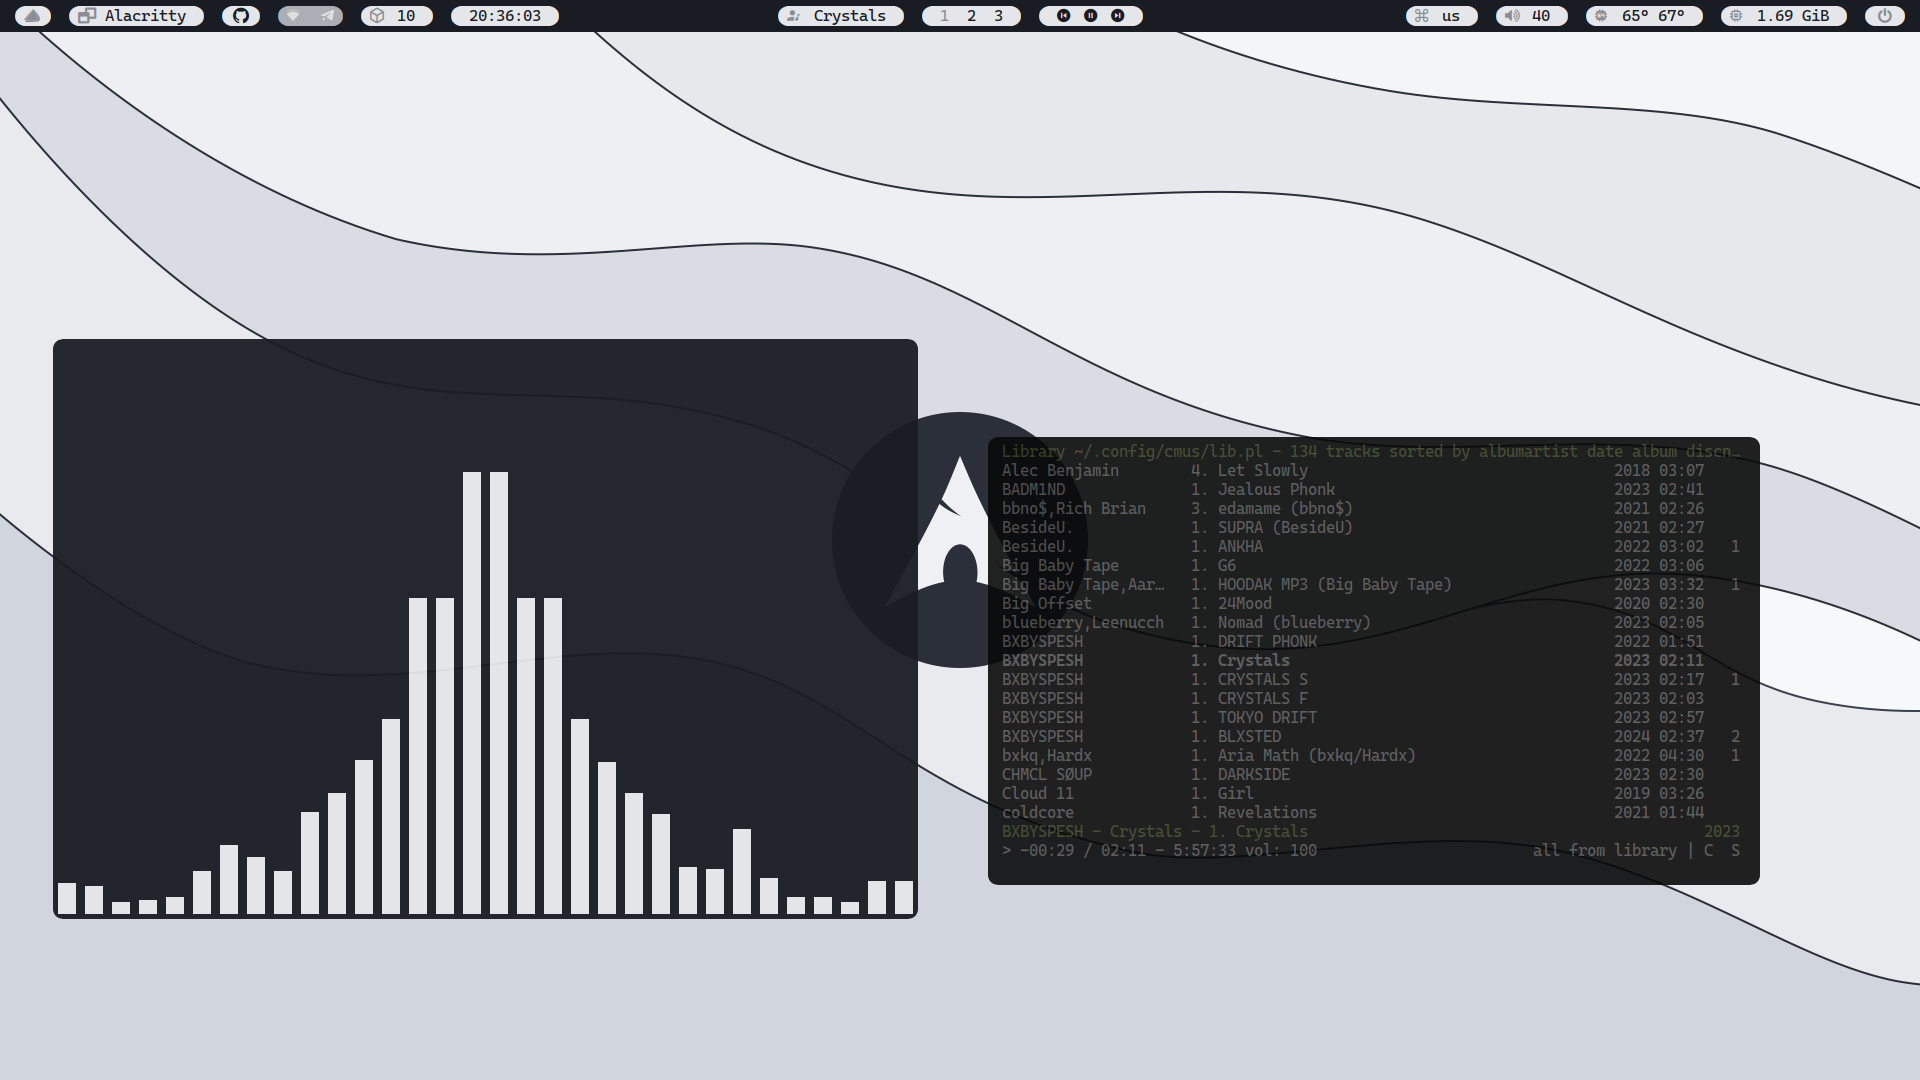 Alacritty 10 20:36:03 Crystals 1 2 3 us 40 65° 67° 1.69 GiB
Library ~/.config/cmus/lib.pl - 134 tracks sorted by albumartist date album discn…
Alec Benjamin 4. Let Slowly 2018 03:07
BADM1ND 1. Jealous Phonk 2023 02:41
bbno$,Rich Brian 3. edamame (bbno$) 2021 02:26
BesideU. 1. SUPRA (BesideU) 2021 02:27
BesideU. 1. ANKHA 2022 03:02 1
Big Baby Tape 1. G6 2022 03:06
Big Baby Tape,Aar… 1. HOODAK MP3 (Big Baby Tape) 2023 03:32 1
Big Offset 1. 24Mood 2020 02:30
blueberry,Leenucch 1. Nomad (blueberry) 2023 02:05
BXBYSPESH 1. DRIFT PHONK 2022 01:51
BXBYSPESH 1. Crystals 2023 02:11
BXBYSPESH 1. CRYSTALS S 2023 02:17 1
BXBYSPESH 1. CRYSTALS F 2023 02:03
BXBYSPESH 1. TOKYO DRIFT 2023 02:57
BXBYSPESH 1. BLXSTED 2024 02:37 2
bxkq,Hardx 1. Aria Math (bxkq/Hardx) 2022 04:30 1
CHMCL SØUP 1. DARKSIDE 2023 02:30
Cloud 11 1. Girl 2019 03:26
coldcore 1. Revelations 2021 01:44
BXBYSPESH - Crystals - 1. Crystals 2023
> -00:29 / 02:11 - 5:57:33 vol: 100 all from library | C S